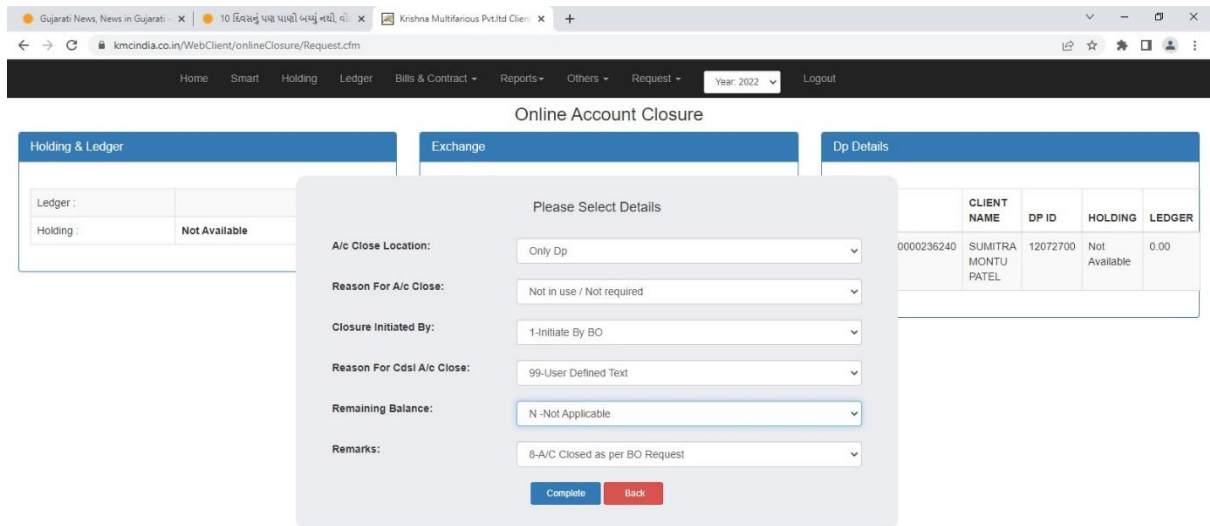 Gujarati News, News in Gujarati -
10 દિવસનું પણ પાણી બચ્યું નથી, વી
Krishna Multifarious Pvt.ltd Clien
kmcindia.co.in/WebClient/onlineClosure/Request.cfm
Home Smart Holding Ledger Bills & Contract Reports Others Request Year: 2022 Logout
Online Account Closure
Holding & Ledger
Ledger :
Holding : Not Available
Exchange
Dp Details
CLIENT NAME DP ID HOLDING LEDGER
0000236240 SUMITRA MONTU PATEL 12072700 Not Available 0.00
Please Select Details
A/c Close Location: Only Dp
Reason For A/c Close: Not in use / Not required
Closure Initiated By: 1-Initiate By BO
Reason For Cdsl A/c Close: 99-User Defined Text
Remaining Balance: N -Not Applicable
Remarks: 8-A/C Closed as per BO Request
Complete Back